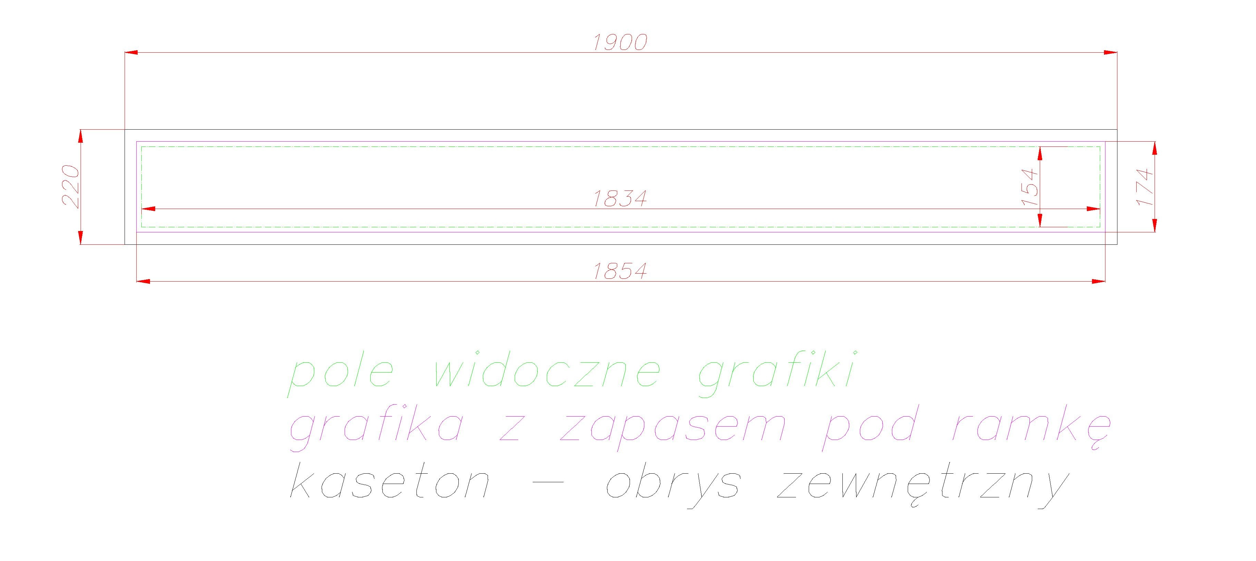 1900
220
1834
154
174
1854
pole widoczne grafiki
grafika z zapasem pod ramkę
kaseton – obrys zewnętrzny